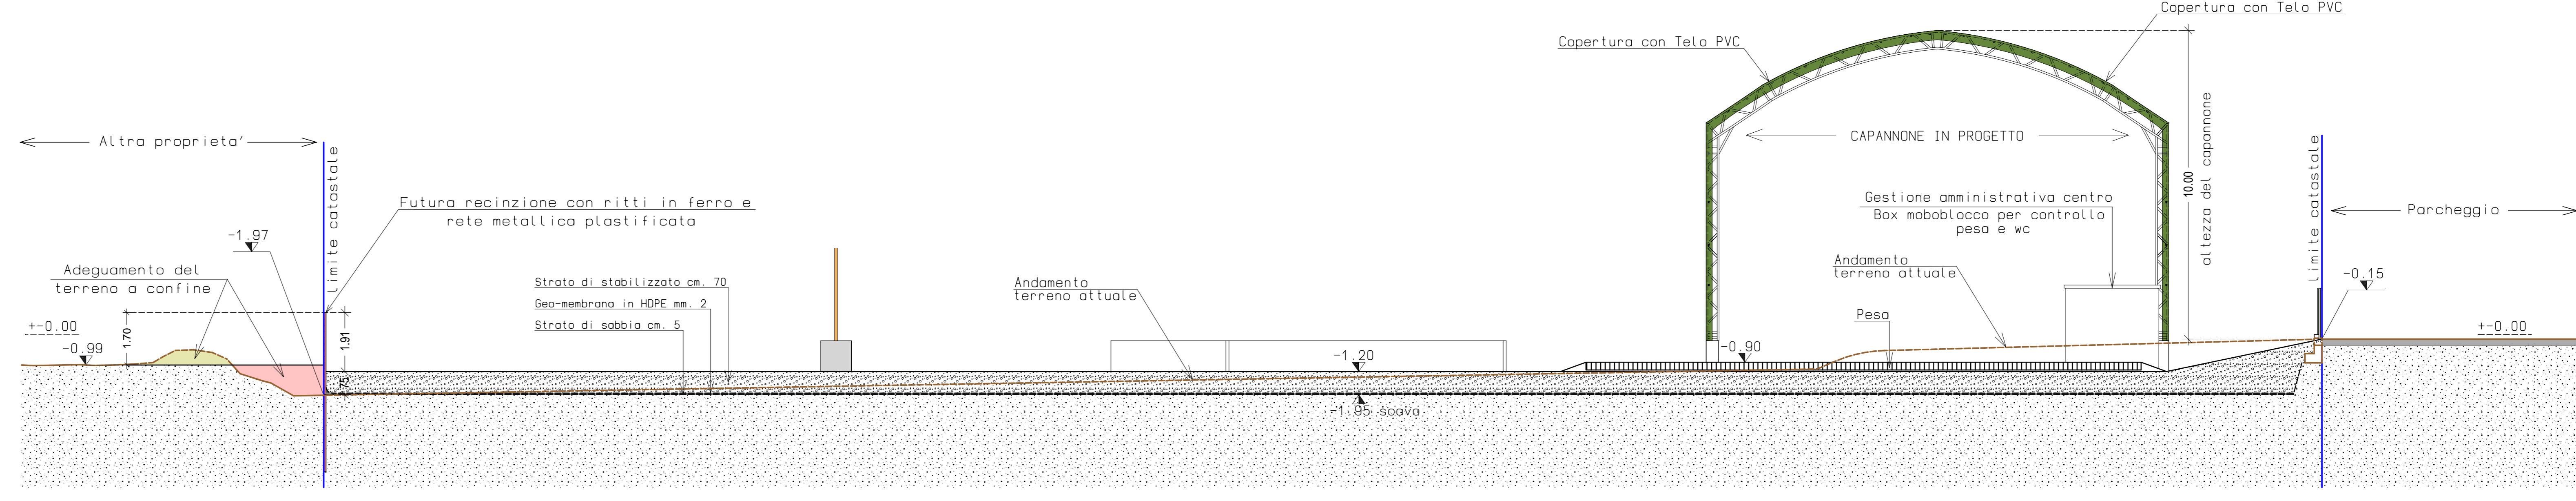 Copertura con Telo PVC
Copertura con Telo PVC
Altra proprieta'
limite catastale
CAPANNONE IN PROGETTO
10.00
altezza del capannone
limite catastale
Futura recinzione con ritti in ferro e
rete metallica plastificata
Gestione amministrativa centro
Box moboblocco per controllo
pesa e wc
Parcheggio
-1.97
Adeguamento del
terreno a confine
Strato di stabilizzato cm. 70
Geo-membrana in HDPE mm. 2
Strato di sabbia cm. 5
Andamento
terreno attuale
Andamento
terreno attuale
-0.15
+-0.00
-0.99
1.70
1.91
75
Pesa
+-0.00
-1.20
-0.90
-1.95 scavo